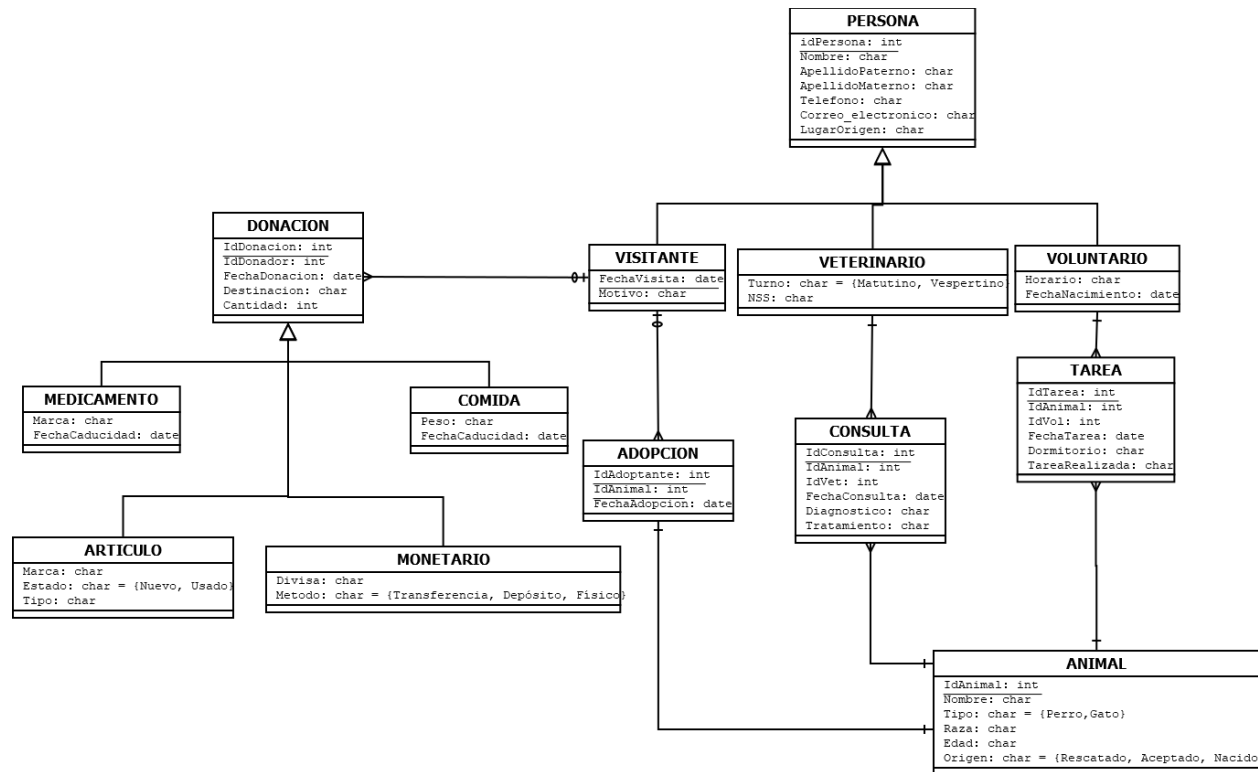 PERSONA
idPersona: int
Nombre: char
ApellidoPaterno: char
ApellidoMaterno: char
Telefono: char
Correo_electronico: char
LugarOrigen: char
DONACION
IdDonacion: int
IdDonador: int
FechaDonacion: date
Destinacion: char
Cantidad: int
VISITANTE
FechaVisita: date
Motivo: char
VETERINARIO
Turno: char = {Matutino, Vespertino}
NSS: char
VOLUNTARIO
Horario: char
FechaNacimiento: date
MEDICAMENTO
Marca: char
FechaCaducidad: date
COMIDA
Peso: char
FechaCaducidad: date
ADOPCION
IdAdoptante: int
IdAnimal: int
FechaAdopcion: date
CONSULTA
IdConsulta: int
IdAnimal: int
IdVet: int
FechaConsulta: date
Diagnostico: char
Tratamiento: char
TAREA
IdTarea: int
IdAnimal: int
IdVol: int
FechaTarea: date
Dormitorio: char
TareaRealizada: char
ARTICULO
Marca: char
Estado: char = {Nuevo, Usado}
Tipo: char
MONETARIO
Divisa: char
Metodo: char = {Transferencia, Depósito, Físico}
ANIMAL
IdAnimal: int
Nombre: char
Tipo: char = {Perro,Gato}
Raza: char
Edad: char
Origen: char = {Rescatado, Aceptado, Nacido